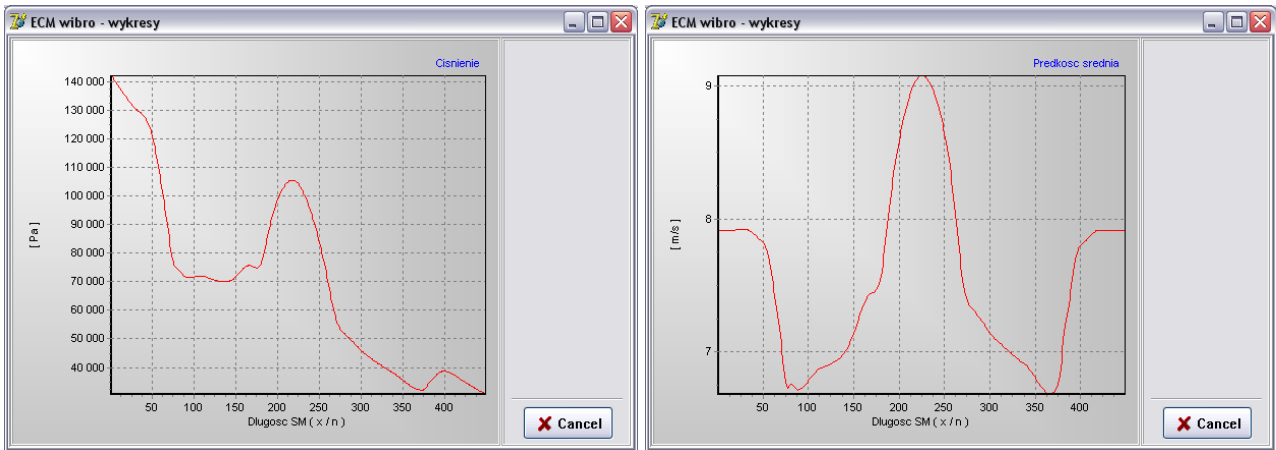 ECM wibro - wykresy
Cisnienie
140 000
130 000
120 000
110 000
100 000
90 000
80 000
70 000
60 000
50 000
40 000
[ Pa ]
50 100 150 200 250 300 350 400
Dlugosc SM ( x / n )
Cancel
ECM wibro - wykresy
Predkosc srednia
9
8
7
[ m/s ]
50 100 150 200 250 300 350 400
Dlugosc SM ( x / n )
Cancel